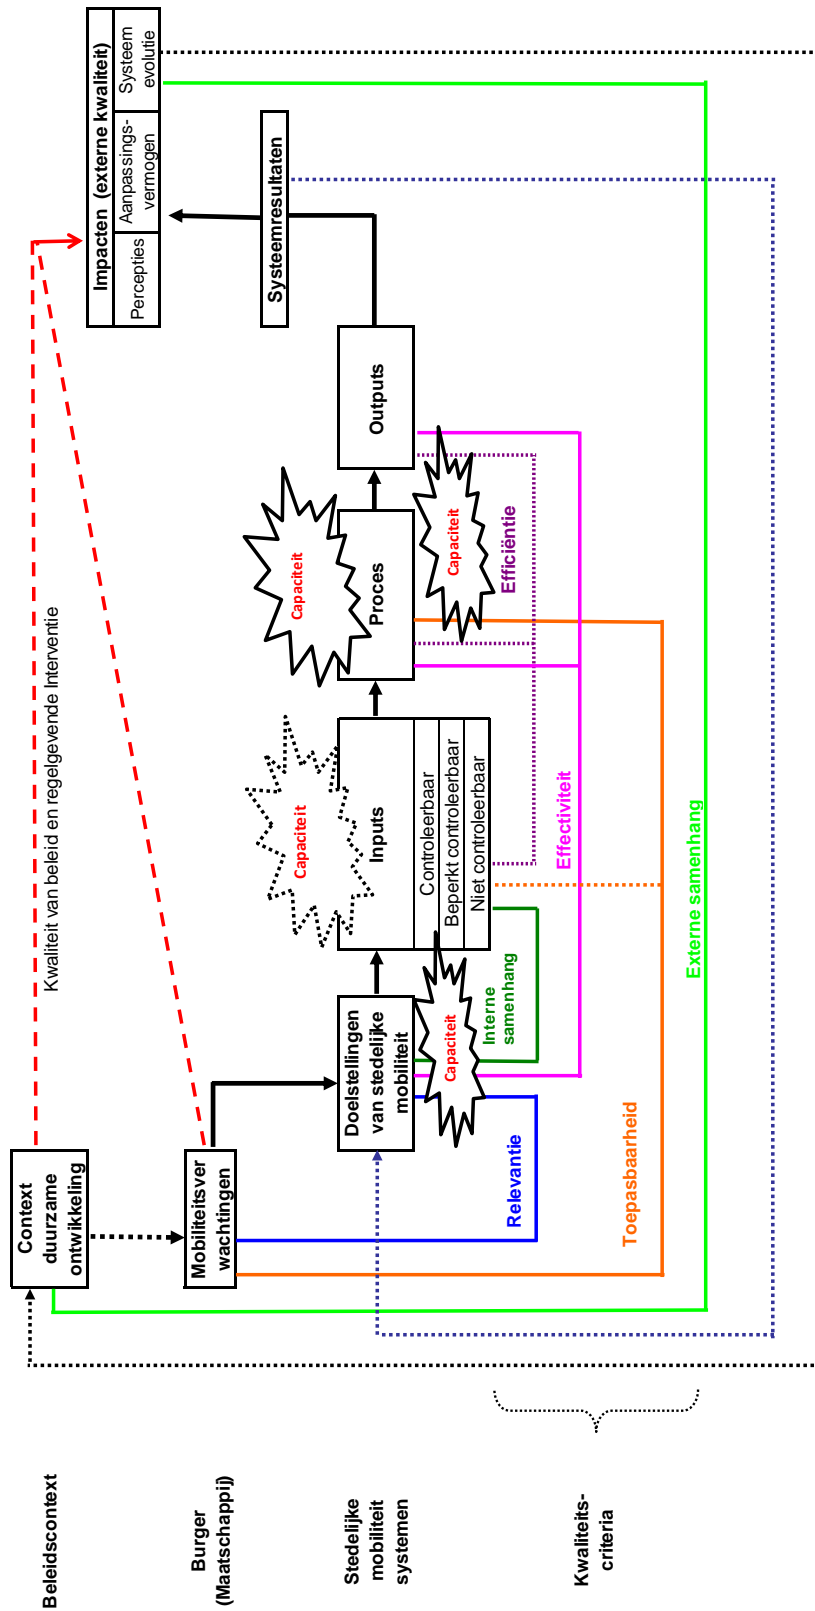 Beleidscontext
Context
duurzame
ontwikkeling
Kwaliteit van beleid en regelgevende Interventie
Impacten (externe kwaliteit)
Percepties
Aanpassings-
vermogen
Systeem
evolutie
Burger
(Maatschappij)
Mobiliteitsver
wachtingen
Systeemresultaten
Stedelijke
mobiliteit
systemen
Doelstellingen
van stedelijke
mobiliteit
Capaciteit
Inputs
Controleerbaar
Beperkt controleerbaar
Niet controleerbaar
Capaciteit
Proces
Capaciteit
Outputs
Capaciteit
Kwaliteits-
criteria
Relevantie
Interne
samenhang
Effectiviteit
Efficiëntie
Toepasbaarheid
Externe samenhang